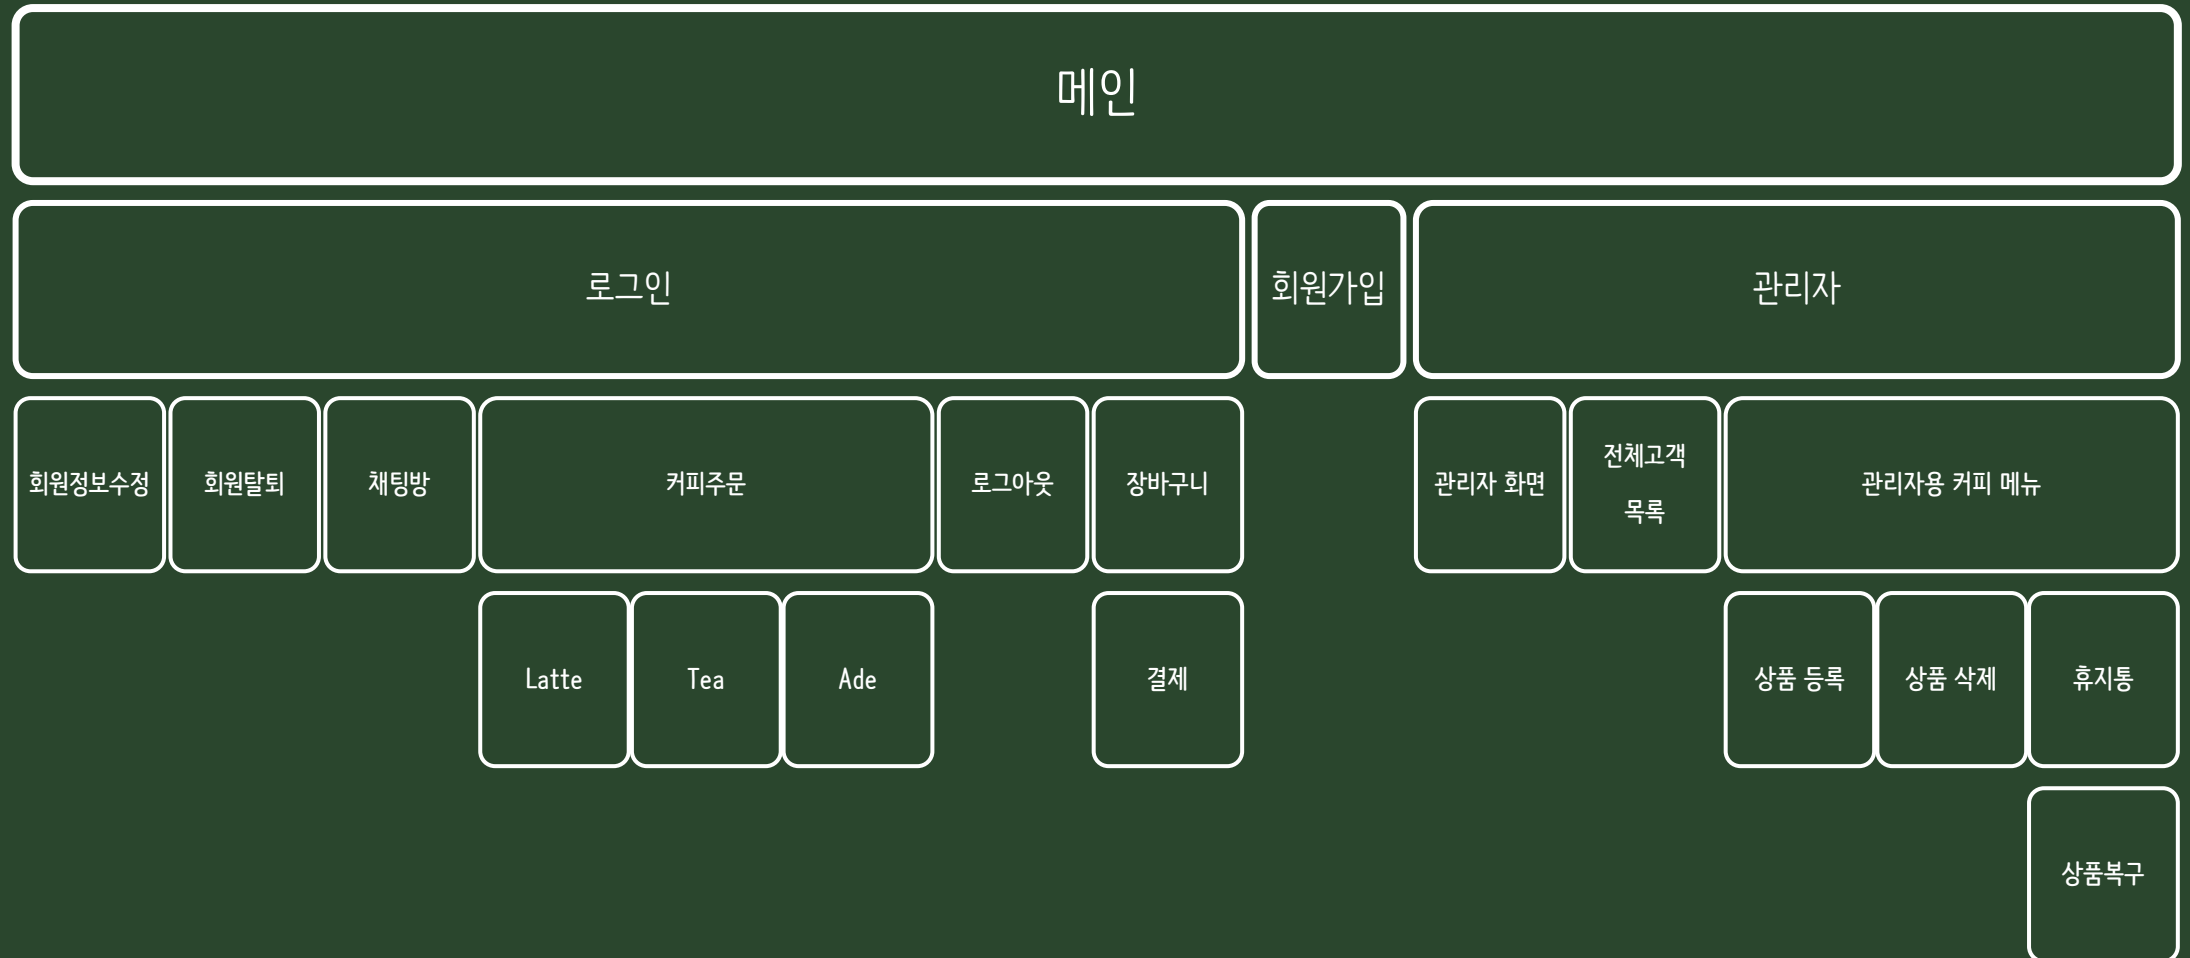 메인
로그인
회원가입
관리자
회원정보수정
회원탈퇴
채팅방
커피주문
로그아웃
장바구니
관리자 화면
전체고객
목록
관리자용 커피 메뉴
Latte
Tea
Ade
결제
상품 등록
상품 삭제
휴지통
상품복구